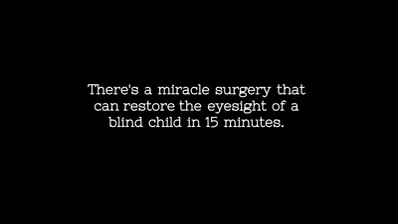 There's a miracle surgery that
can restore the eyesight of a
blind child in 15 minutes.